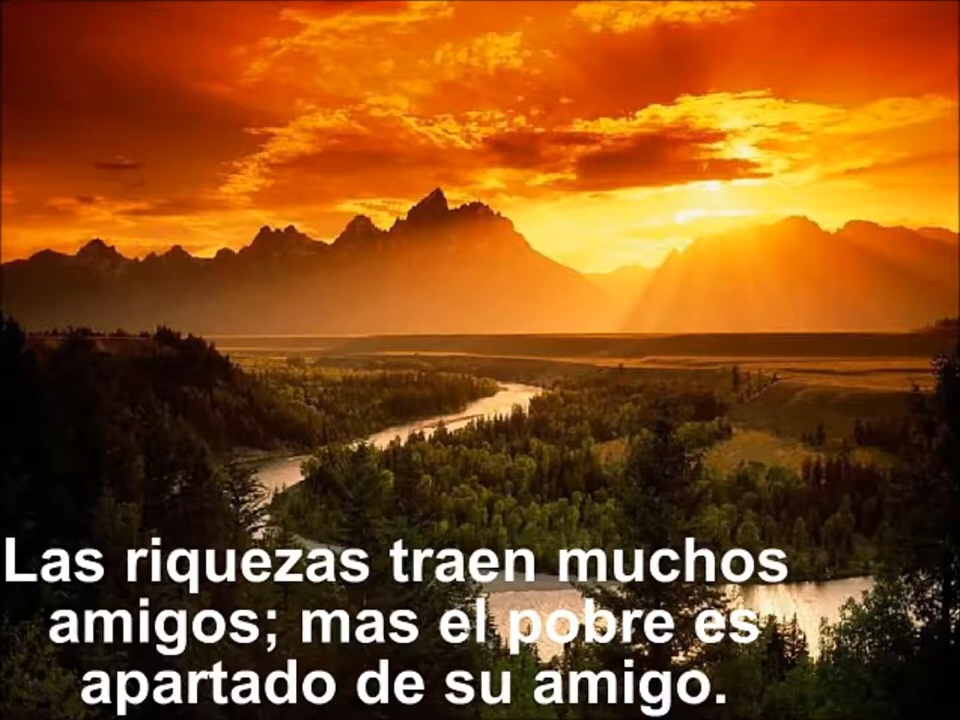 Las riquezas traen muchos
amigos; mas el pobre es
apartado de su amigo.